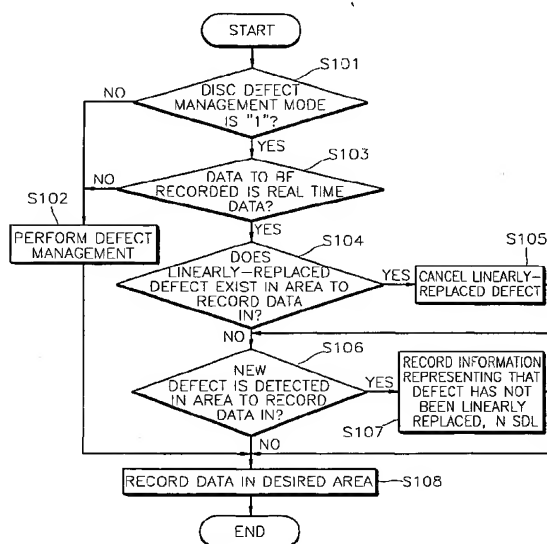 START
S101
DISC DEFECT
MANAGEMENT MODE
IS "1"?
NO
YES
S103
DATA TO BE
RECORDED IS REAL TIME
DATA?
NO
S102
PERFORM DEFECT
MANAGEMENT
YES
S104
DOES
LINEARLY-REPLACED
DEFECT EXIST IN AREA TO
RECORD DATA
IN?
YES
S105
CANCEL LINEARLY-
REPLACED DEFECT
NO
S106
NEW
DEFECT IS DETECTED
IN AREA TO RECORD
DATA IN?
YES
RECORD INFORMATION
REPRESENTING THAT
DEFECT HAS NOT
BEEN LINEARLY
REPLACED, N SDL
S107
NO
RECORD DATA IN DESIRED AREA
S108
END